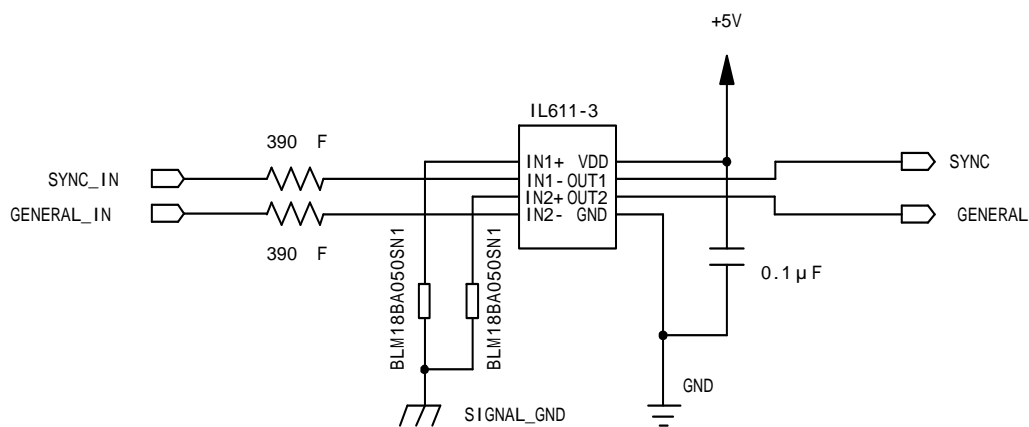 +5V
IL611-3
390 F
IN1+ VDD
SYNC
SYNC_IN
IN1- OUT1
IN2+ OUT2
GENERAL_IN
IN2- GND
GENERAL
390 F
BLM18BA050SN1
BLM18BA050SN1
0.1µF
GND
SIGNAL_GND